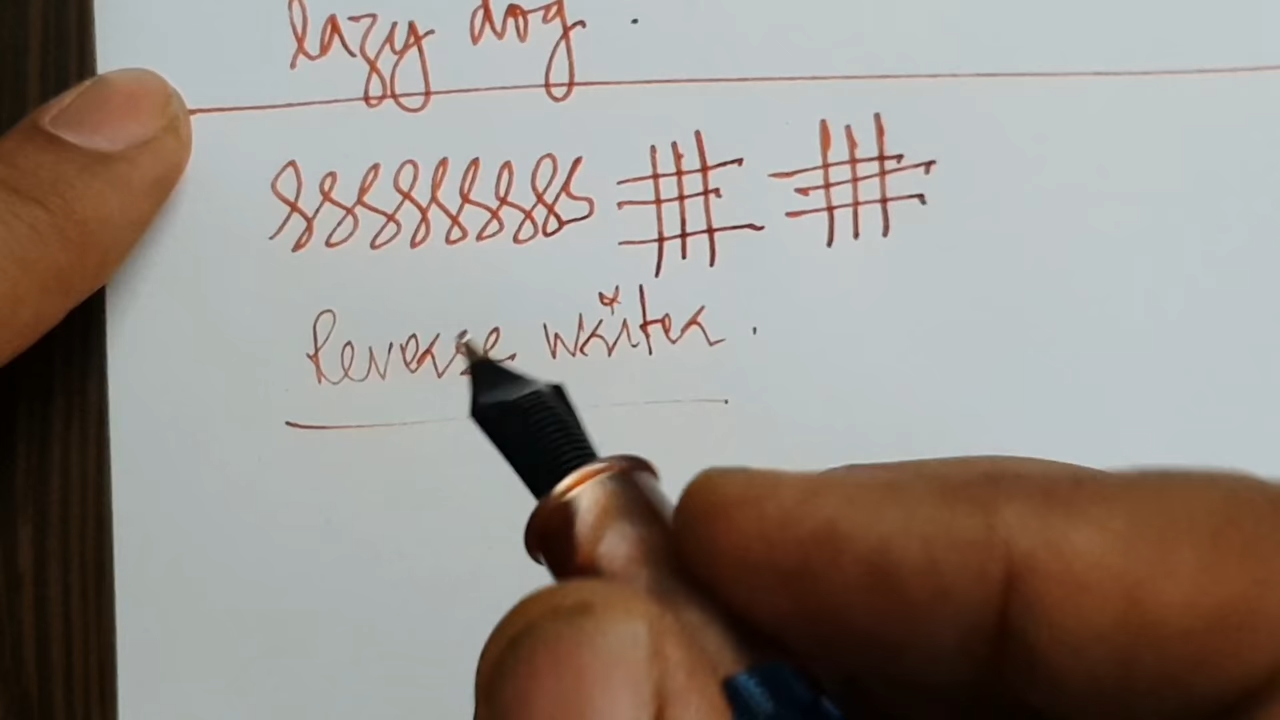 lazy dog .
Reverse writer .